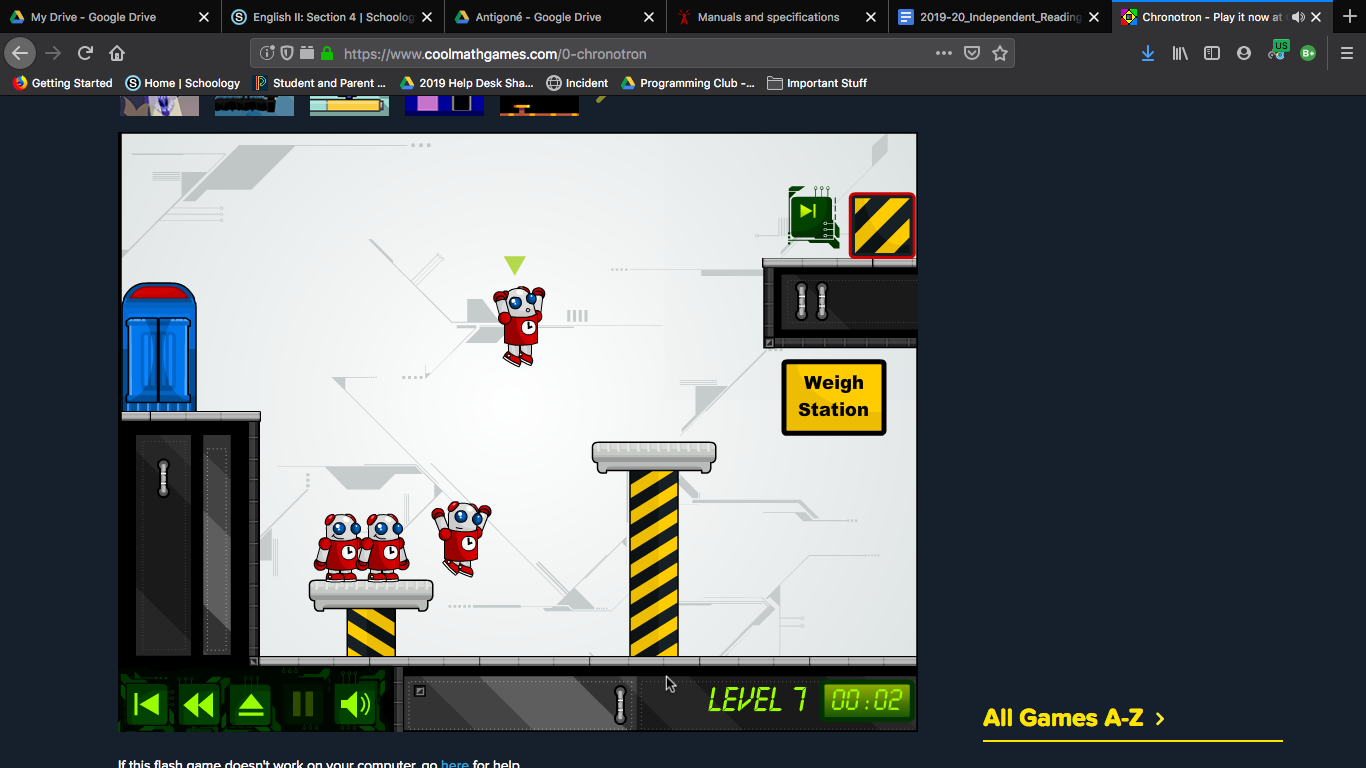 My Drive - Google Drive
English II: Section 4 | Schoolog
Antigoné - Google Drive
Manuals and specifications
2019-20_Independent_Reading
Chronotron - Play it now at
https://www.coolmathgames.com/0-chronotron
US
B+
Getting Started
Home | Schoology
Student and Parent ...
2019 Help Desk Sha...
Incident
Programming Club -...
Important Stuff
Weigh
Station
LEVEL 7
00:02
All Games A-Z
If this flash game doesn't work on your computer, go here for help.